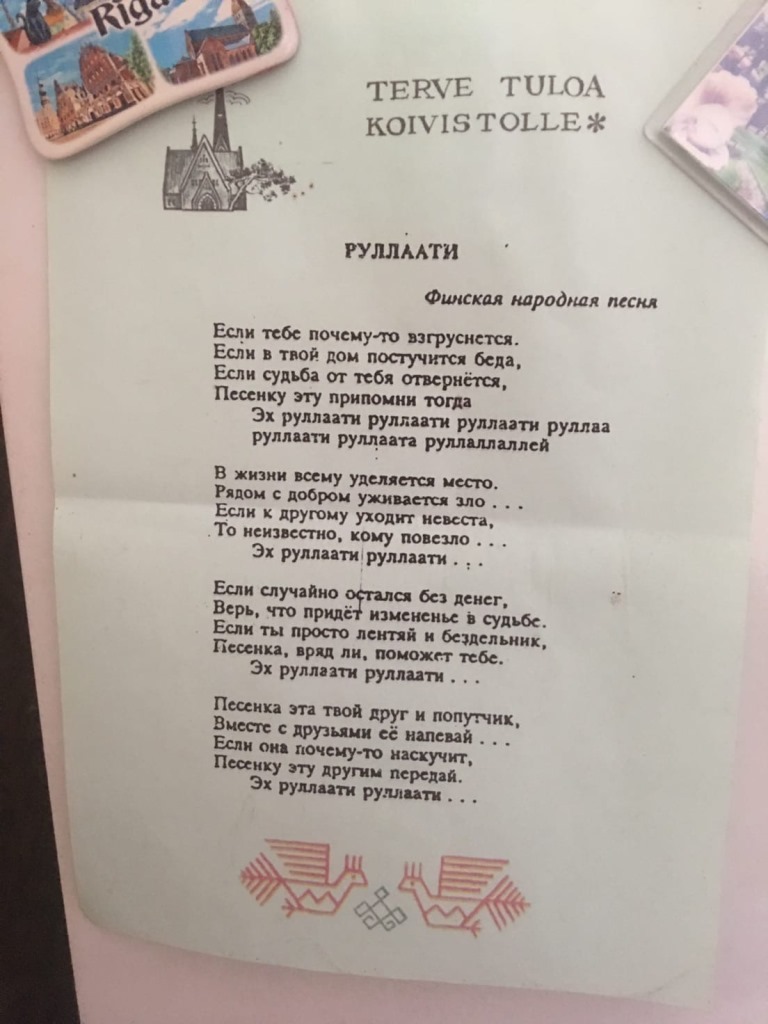 Riga
TERVE TULOA
KOIVISTOLLE*
РУЛЛААТИ
Финская народная песня
Если тебе почему-то взгруснется.
Если в твой дом постучится беда,
Если судьба от тебя отвернётся,
Песенку эту припомни тогда
Эх руллаати руллаати руллаати руллаа
руллаати руллаата руллаллаллей
В жизни всему уделяется место.
Рядом с добром уживается зло . . .
Если к другому уходит невеста,
То неизвестно, кому повезло . . .
Эх руллаати руллаати . . .
Если случайно остался без денег,
Верь, что придёт измененье в судьбе.
Если ты просто лентяй и бездельник,
Песенка, вряд ли, поможет тебе.
Эх руллаати руллаати . . .
Песенка эта твой друг и попутчик,
Вместе с друзьями её напевай . . .
Если она почему-то наскучит,
Песенку эту другим передай.
Эх руллаати руллаати . . .